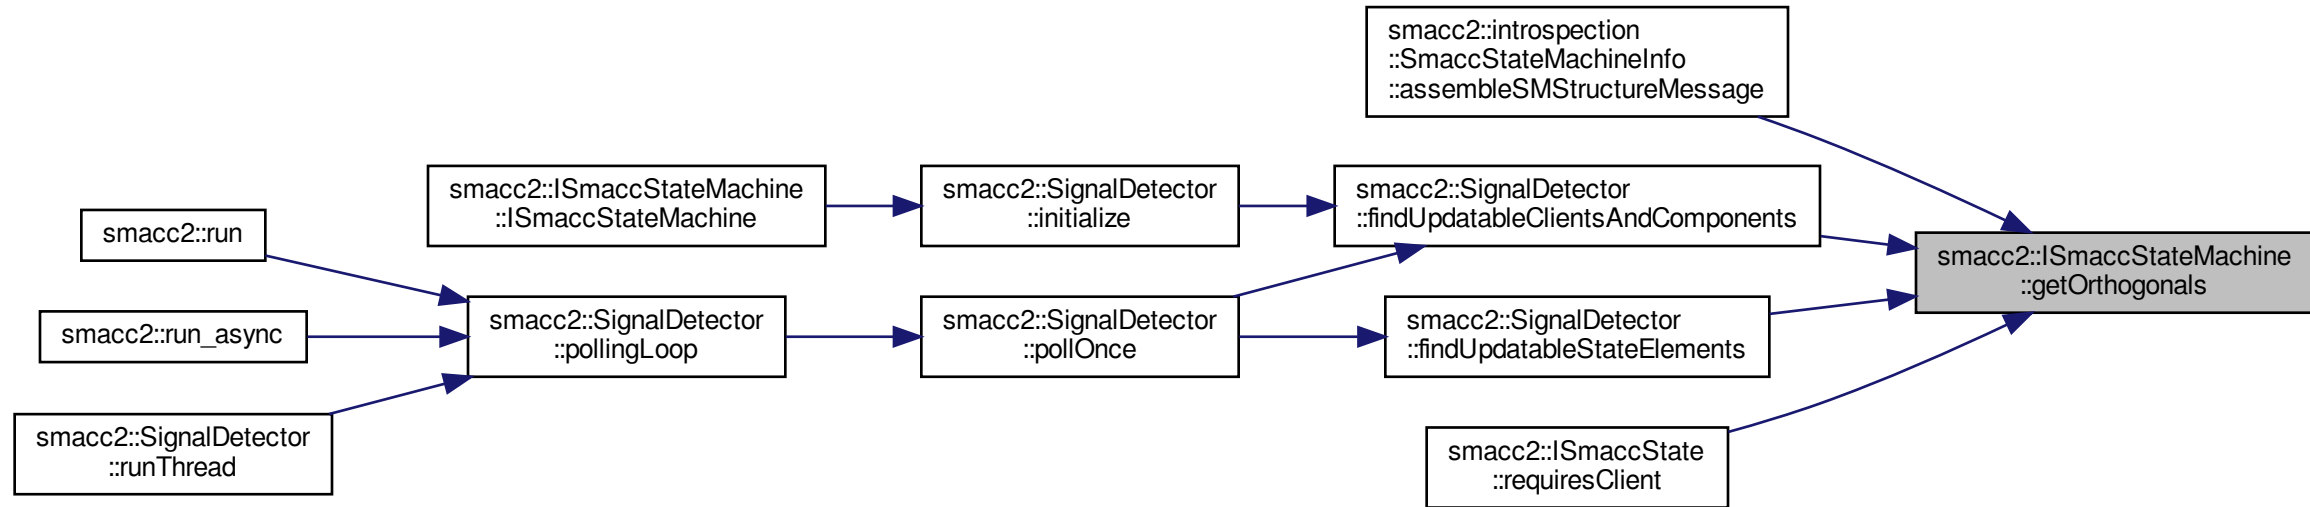 smacc2::introspection
::SmaccStateMachineInfo
::assembleSMStructureMessage
smacc2::ISmaccStateMachine
::ISmaccStateMachine
smacc2::SignalDetector
::initialize
smacc2::SignalDetector
::findUpdatableClientsAndComponents
smacc2::run
smacc2::ISmaccStateMachine
::getOrthogonals
smacc2::run_async
smacc2::SignalDetector
::pollingLoop
smacc2::SignalDetector
::pollOnce
smacc2::SignalDetector
::findUpdatableStateElements
smacc2::SignalDetector
::runThread
smacc2::ISmaccState
::requiresClient